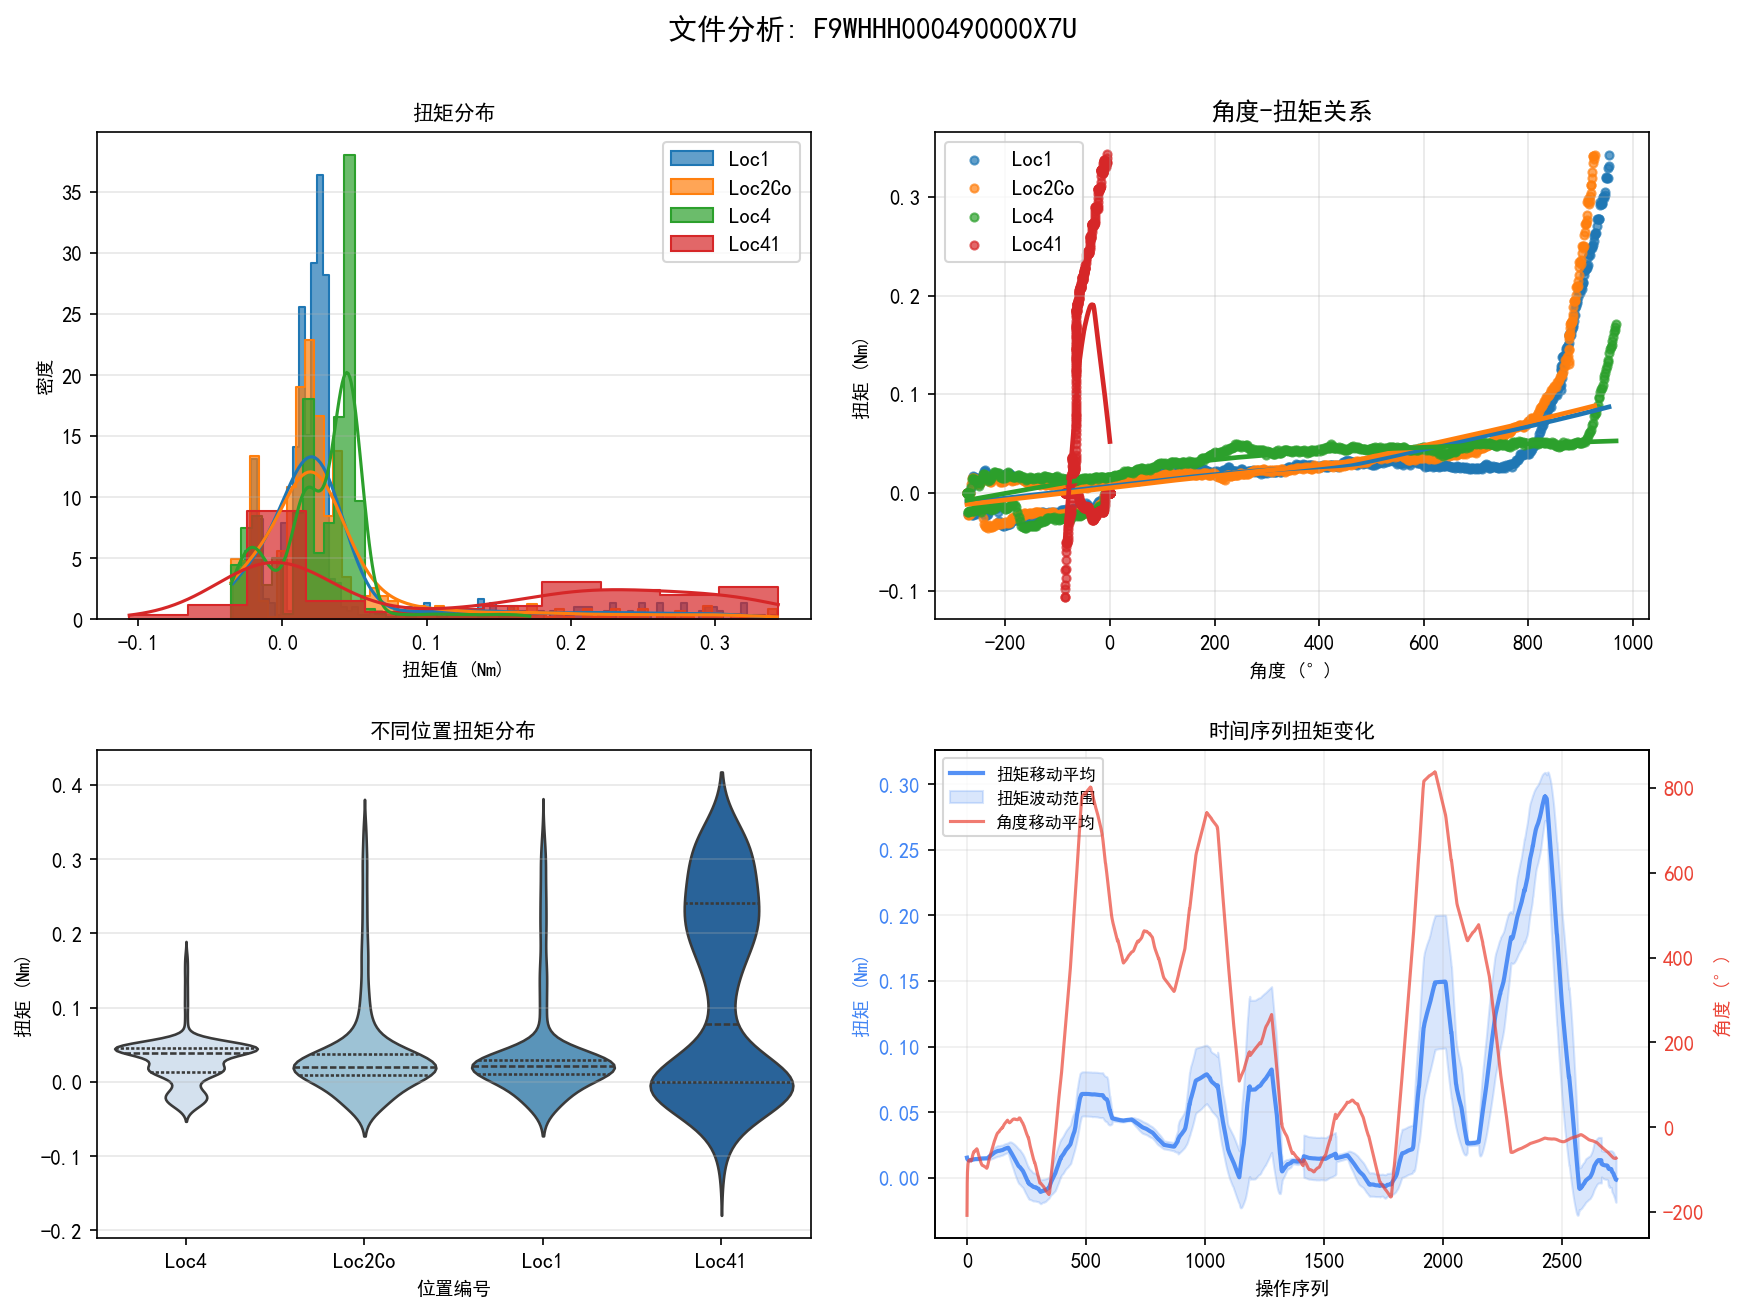 文件分析: F9WHHH000490000X7U
扭矩分布
密度
35
30
25
20
15
10
5
0
−0.1
0.0
0.1
0.2
0.3
扭矩值 (Nm)
Loc1
Loc2Co
Loc4
Loc41
角度-扭矩关系
扭矩 (Nm)
0.3
0.2
0.1
0.0
−0.1
−200
0
200
400
600
800
1000
角度 (°)
Loc1
Loc2Co
Loc4
Loc41
不同位置扭矩分布
扭矩 (Nm)
0.4
0.3
0.2
0.1
0.0
−0.1
−0.2
Loc4
Loc2Co
Loc1
Loc41
位置编号
时间序列扭矩变化
扭矩 (Nm)
0.30
0.25
0.20
0.15
0.10
0.05
0.00
扭矩移动平均
扭矩波动范围
角度移动平均
0
500
1000
1500
2000
2500
操作序列
800
600
400
200
0
−200
角度 (°)